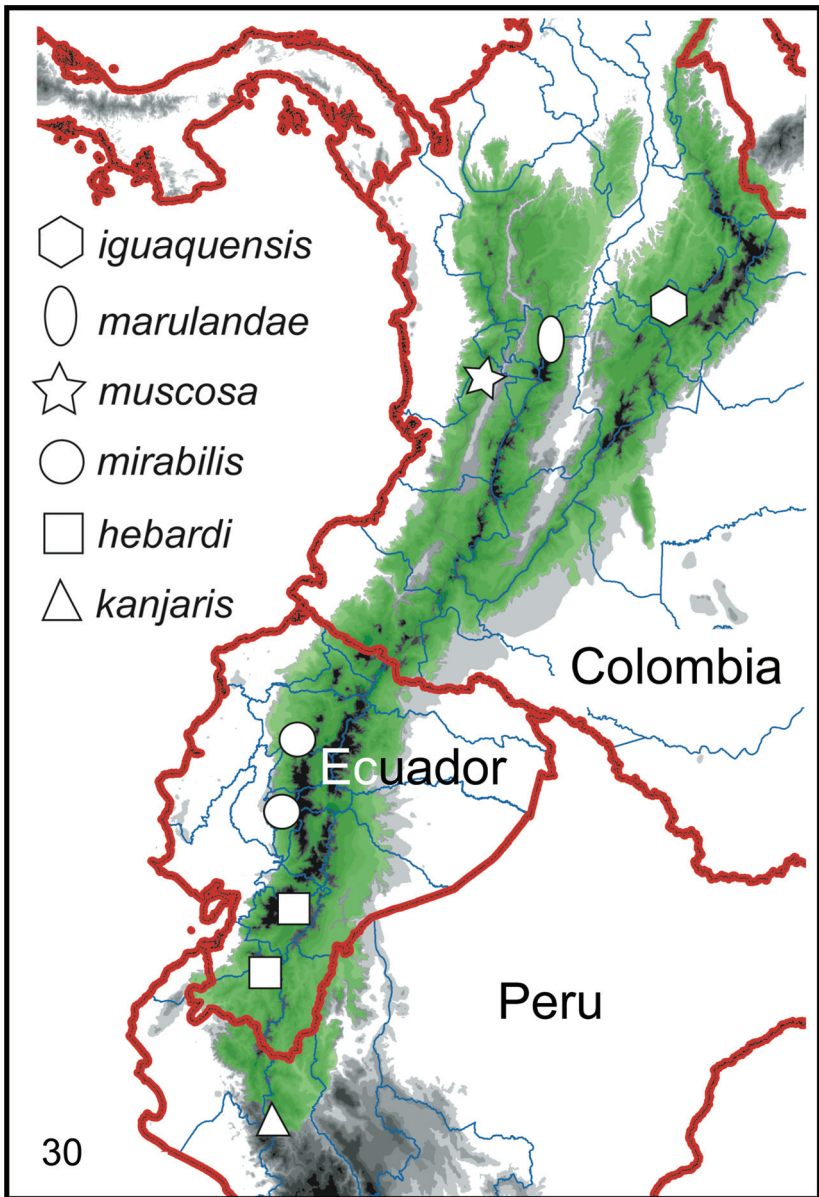 iguaquensis
marulandae
muscosa
mirabilis
hebardi
kanjaris
Colombia
Ecuador
Peru
30